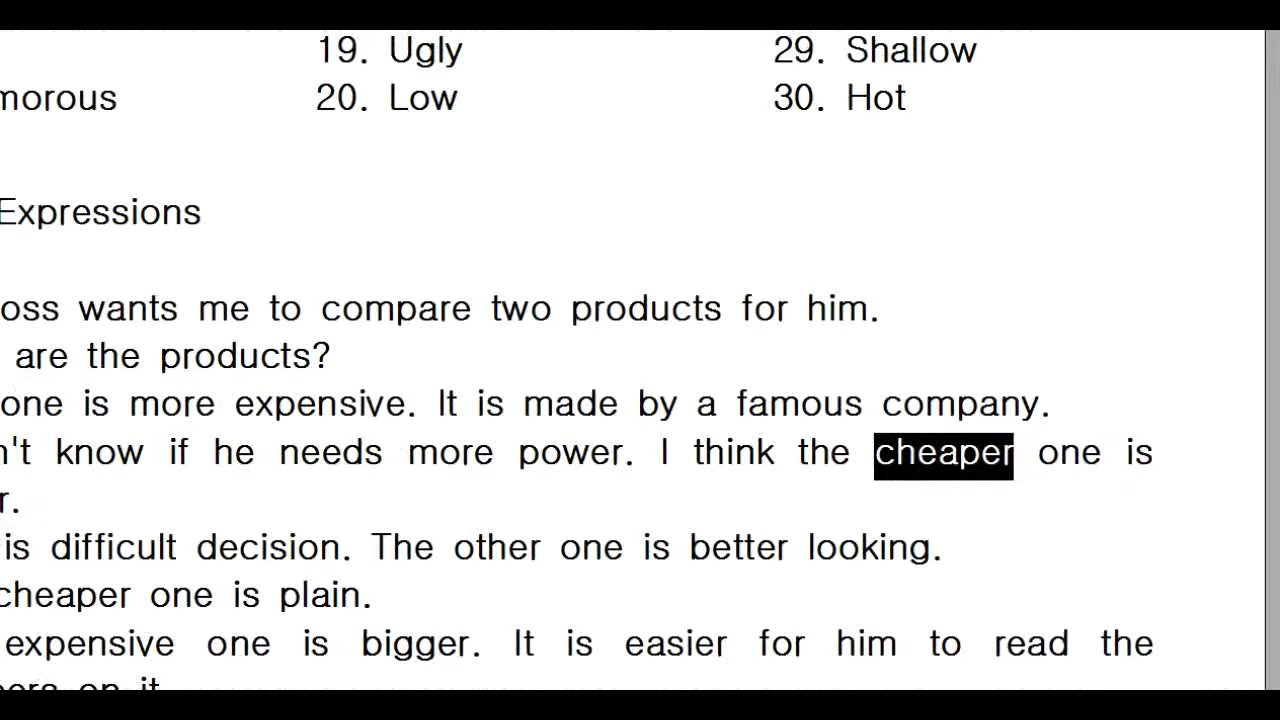 19. Ugly 29. Shallow
morous 20. Low 30. Hot
Expressions
oss wants me to compare two products for him.
are the products?
one is more expensive. It is made by a famous company.
n't know if he needs more power. I think the cheaper one is
r.
is difficult decision. The other one is better looking.
cheaper one is plain.
expensive one is bigger. It is easier for him to read the
on it